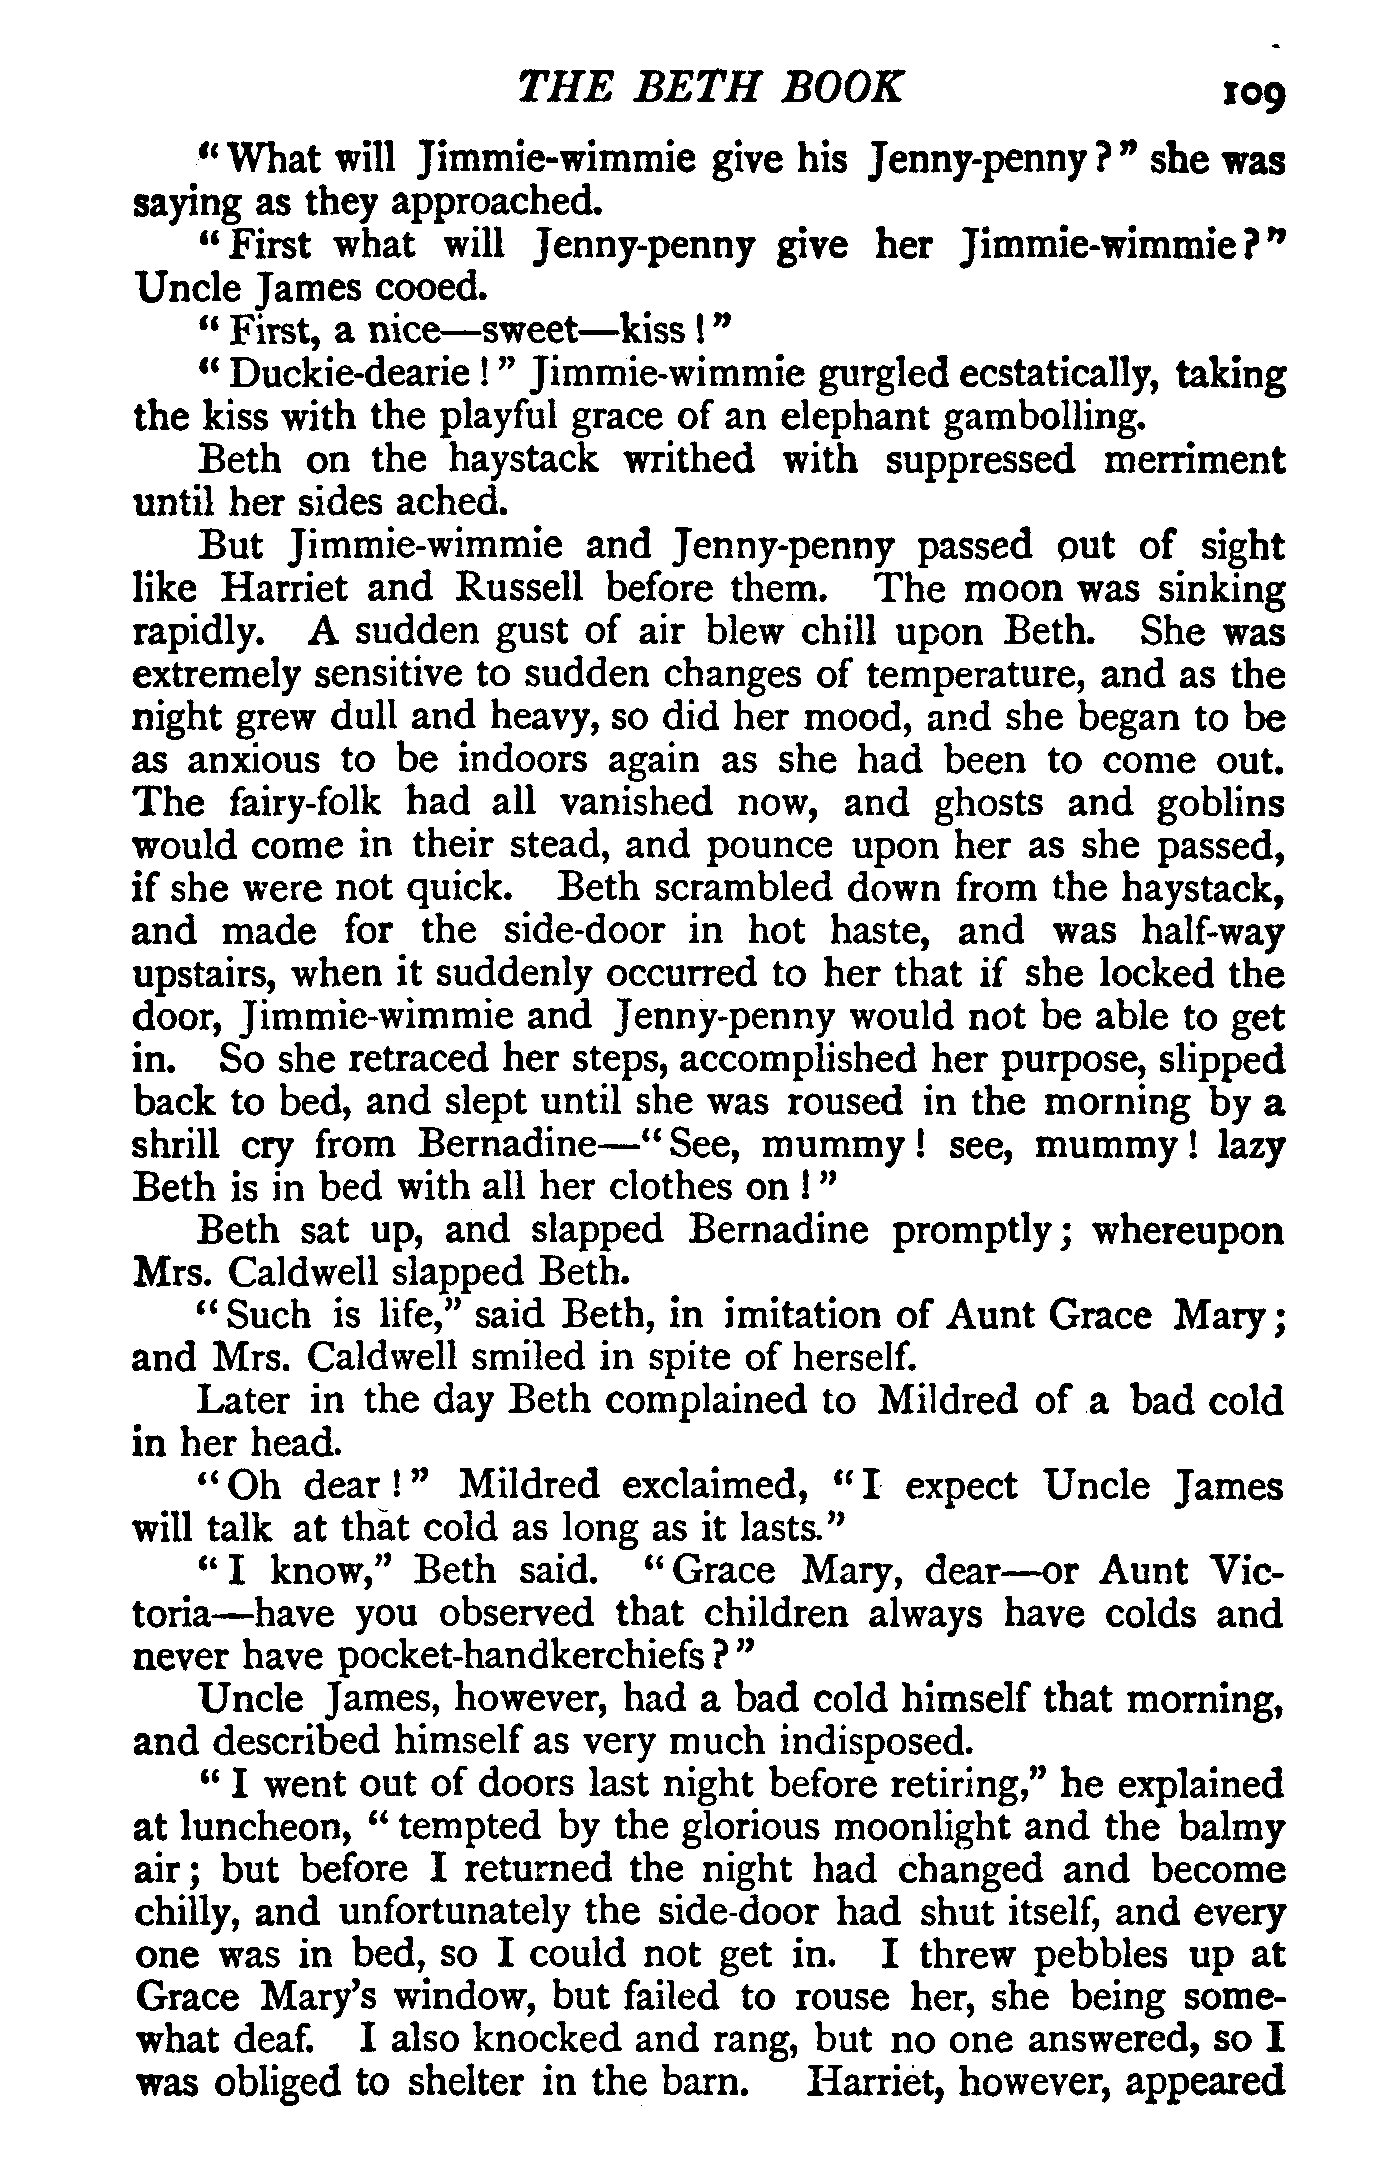 THE BETH BOOK 109
"What will Jimmie-wimmie give his Jenny-penny?" she was
saying as they approached.
"First what will Jenny-penny give her Jimmie-wimmie?"
Uncle James cooed.
"First, a nice—sweet—kiss!"
"Duckie-dearie!" Jimmie-wimmie gurgled ecstatically, taking
the kiss with the playful grace of an elephant gambolling.
Beth on the haystack writhed with suppressed merriment
until her sides ached.
But Jimmie-wimmie and Jenny-penny passed out of sight
like Harriet and Russell before them. The moon was sinking
rapidly. A sudden gust of air blew chill upon Beth. She was
extremely sensitive to sudden changes of temperature, and as the
night grew dull and heavy, so did her mood, and she began to be
as anxious to be indoors again as she had been to come out.
The fairy-folk had all vanished now, and ghosts and goblins
would come in their stead, and pounce upon her as she passed,
if she were not quick. Beth scrambled down from the haystack,
and made for the side-door in hot haste, and was half-way
upstairs, when it suddenly occurred to her that if she locked the
door, Jimmie-wimmie and Jenny-penny would not be able to get
in. So she retraced her steps, accomplished her purpose, slipped
back to bed, and slept until she was roused in the morning by a
shrill cry from Bernadine—"See, mummy! see, mummy! lazy
Beth is in bed with all her clothes on!"
Beth sat up, and slapped Bernadine promptly; whereupon
Mrs. Caldwell slapped Beth.
"Such is life," said Beth, in imitation of Aunt Grace Mary;
and Mrs. Caldwell smiled in spite of herself.
Later in the day Beth complained to Mildred of a bad cold
in her head.
"Oh dear!" Mildred exclaimed, "I expect Uncle James
will talk at that cold as long as it lasts."
"I know," Beth said. "Grace Mary, dear—or Aunt Vic-
toria—have you observed that children always have colds and
never have pocket-handkerchiefs?"
Uncle James, however, had a bad cold himself that morning,
and described himself as very much indisposed.
"I went out of doors last night before retiring," he explained
at luncheon, "tempted by the glorious moonlight and the balmy
air; but before I returned the night had changed and become
chilly, and unfortunately the side-door had shut itself, and every
one was in bed, so I could not get in. I threw pebbles up at
Grace Mary's window, but failed to rouse her, she being some-
what deaf. I also knocked and rang, but no one answered, so I
was obliged to shelter in the barn. Harriet, however, appeared